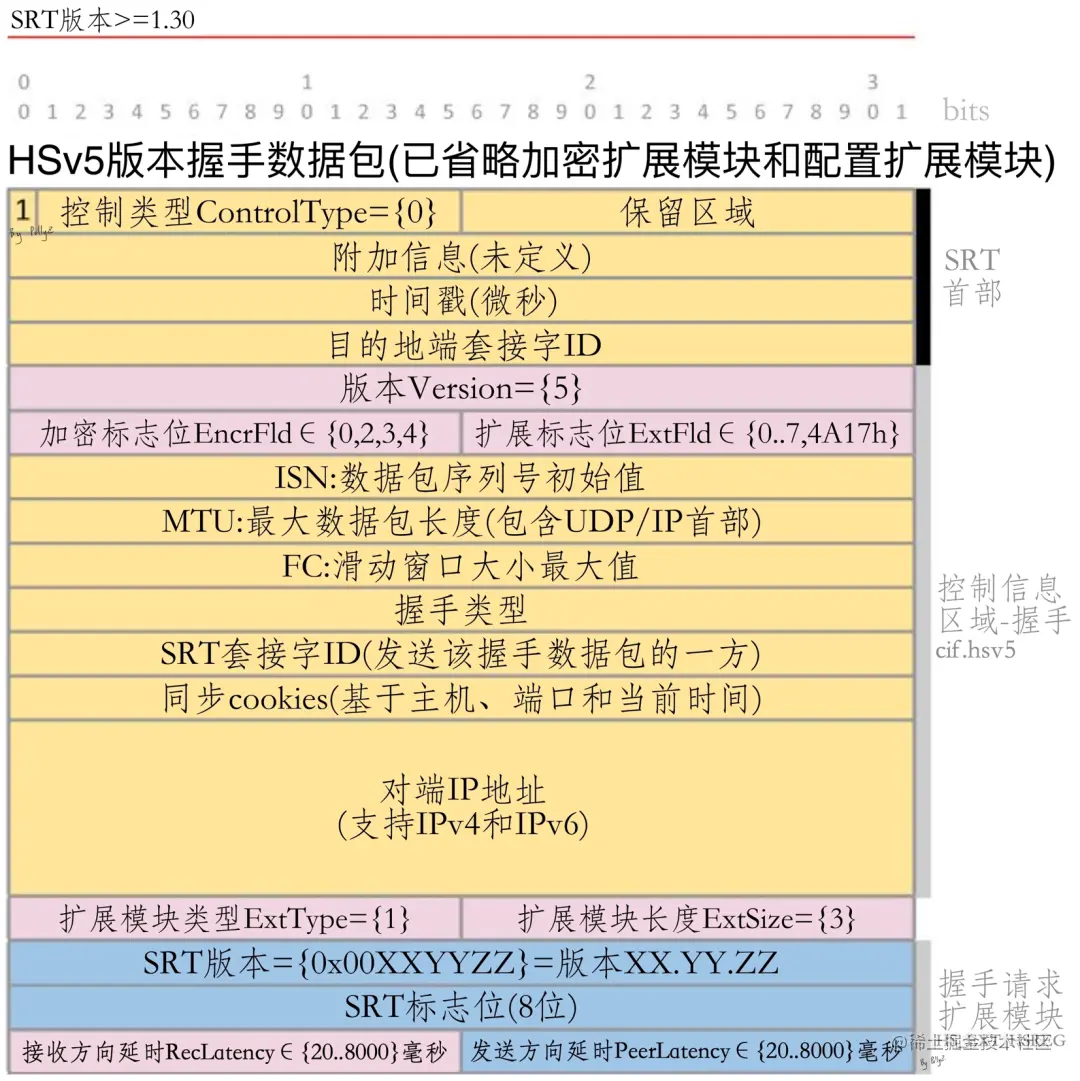 SRT版本>=1.30
0 1 2 3
0 1 2 3 4 5 6 7 8 9 0 1 2 3 4 5 6 7 8 9 0 1 2 3 4 5 6 7 8 9 0 1 bits
HSv5版本握手数据包(已省略加密扩展模块和配置扩展模块)
1 控制类型ControlType={0} 保留区域
附加信息(未定义)
时间戳(微秒)
目的地端套接字ID
SRT
首部
版本Version={5}
加密标志位EncrFld∈{0,2,3,4} 扩展标志位ExtFld∈{0..7,4A17h}
ISN:数据包序列号初始值
MTU:最大数据包长度(包含UDP/IP首部)
FC:滑动窗口大小最大值
握手类型
SRT套接字ID(发送该握手数据包的一方)
同步cookies(基于主机、端口和当前时间)
对端IP地址
(支持IPv4和IPv6)
控制信息
区域-握手
cif.hsv5
扩展模块类型ExtType={1} 扩展模块长度ExtSize={3}
SRT版本={0x00XXYYZZ}=版本XX.YY.ZZ
SRT标志位(8位)
接收方向延时RecLatency∈{20..8000}毫秒 发送方向延时PeerLatency∈{20..8000}毫秒
握手请求
扩展模块
@稀土掘金技术社区